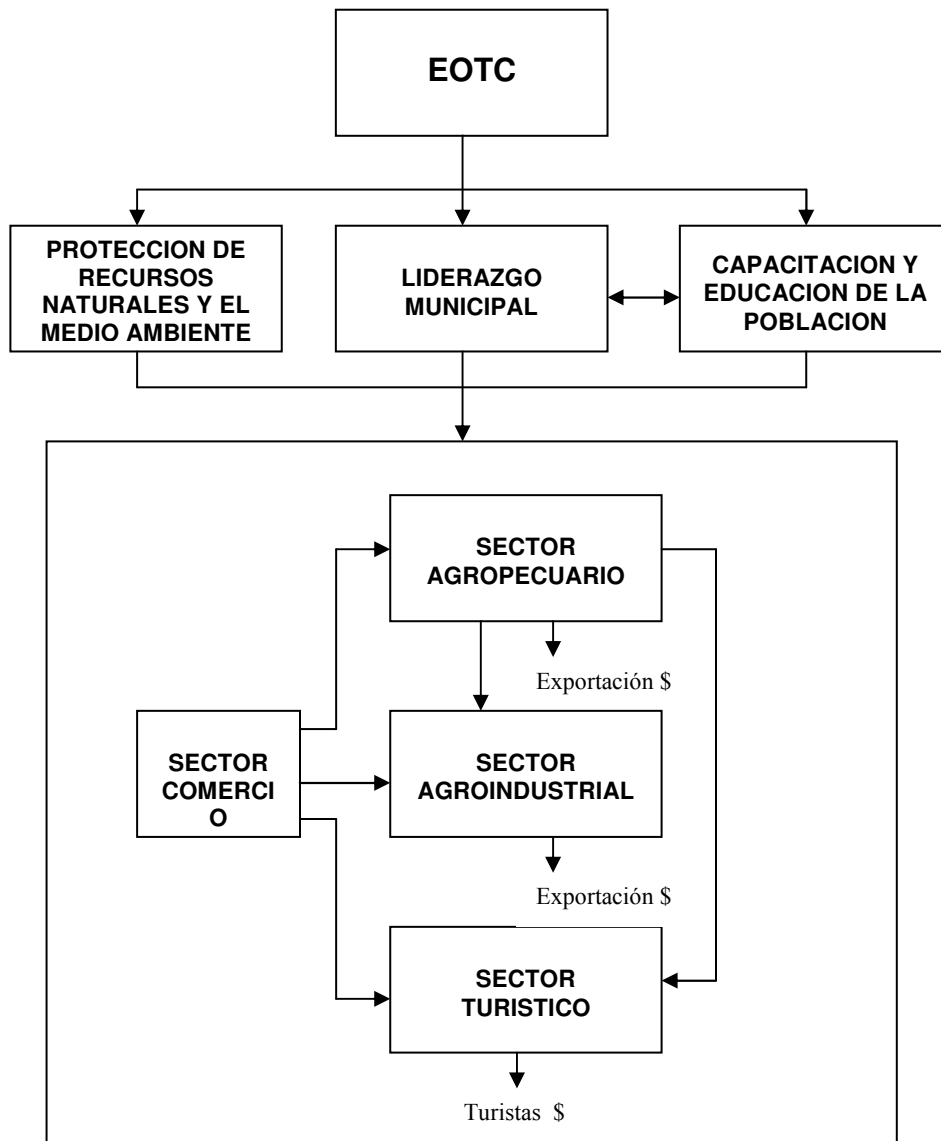 EOTC
PROTECCION DE
RECURSOS
NATURALES Y EL
MEDIO AMBIENTE
LIDERAZGO
MUNICIPAL
CAPACITACION Y
EDUCACION DE LA
POBLACION
SECTOR
AGROPECUARIO
Exportación $
SECTOR
COMERCI
O
SECTOR
AGROINDUSTRIAL
Exportación $
SECTOR
TURISTICO
Turistas $